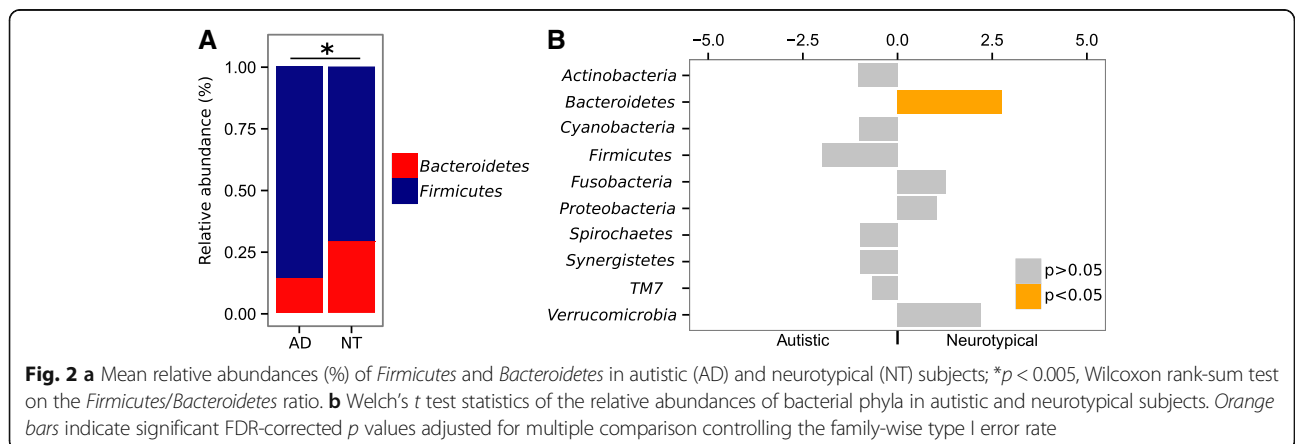 A
*
Relative abundance (%)
1.00
0.75
0.50
0.25
0.00
AD NT
Bacteroidetes
Firmicutes
B
−5.0 −2.5 0.0 2.5 5.0
Actinobacteria
Bacteroidetes
Cyanobacteria
Firmicutes
Fusobacteria
Proteobacteria
Spirochaetes
Synergistetes
TM7
Verrucomicrobia
p>0.05
p<0.05
Autistic Neurotypical
Fig. 2 a Mean relative abundances (%) of Firmicutes and Bacteroidetes in autistic (AD) and neurotypical (NT) subjects; *p < 0.005, Wilcoxon rank-sum test
on the Firmicutes/Bacteroidetes ratio. b Welch's t test statistics of the relative abundances of bacterial phyla in autistic and neurotypical subjects. Orange
bars indicate significant FDR-corrected p values adjusted for multiple comparison controlling the family-wise type I error rate